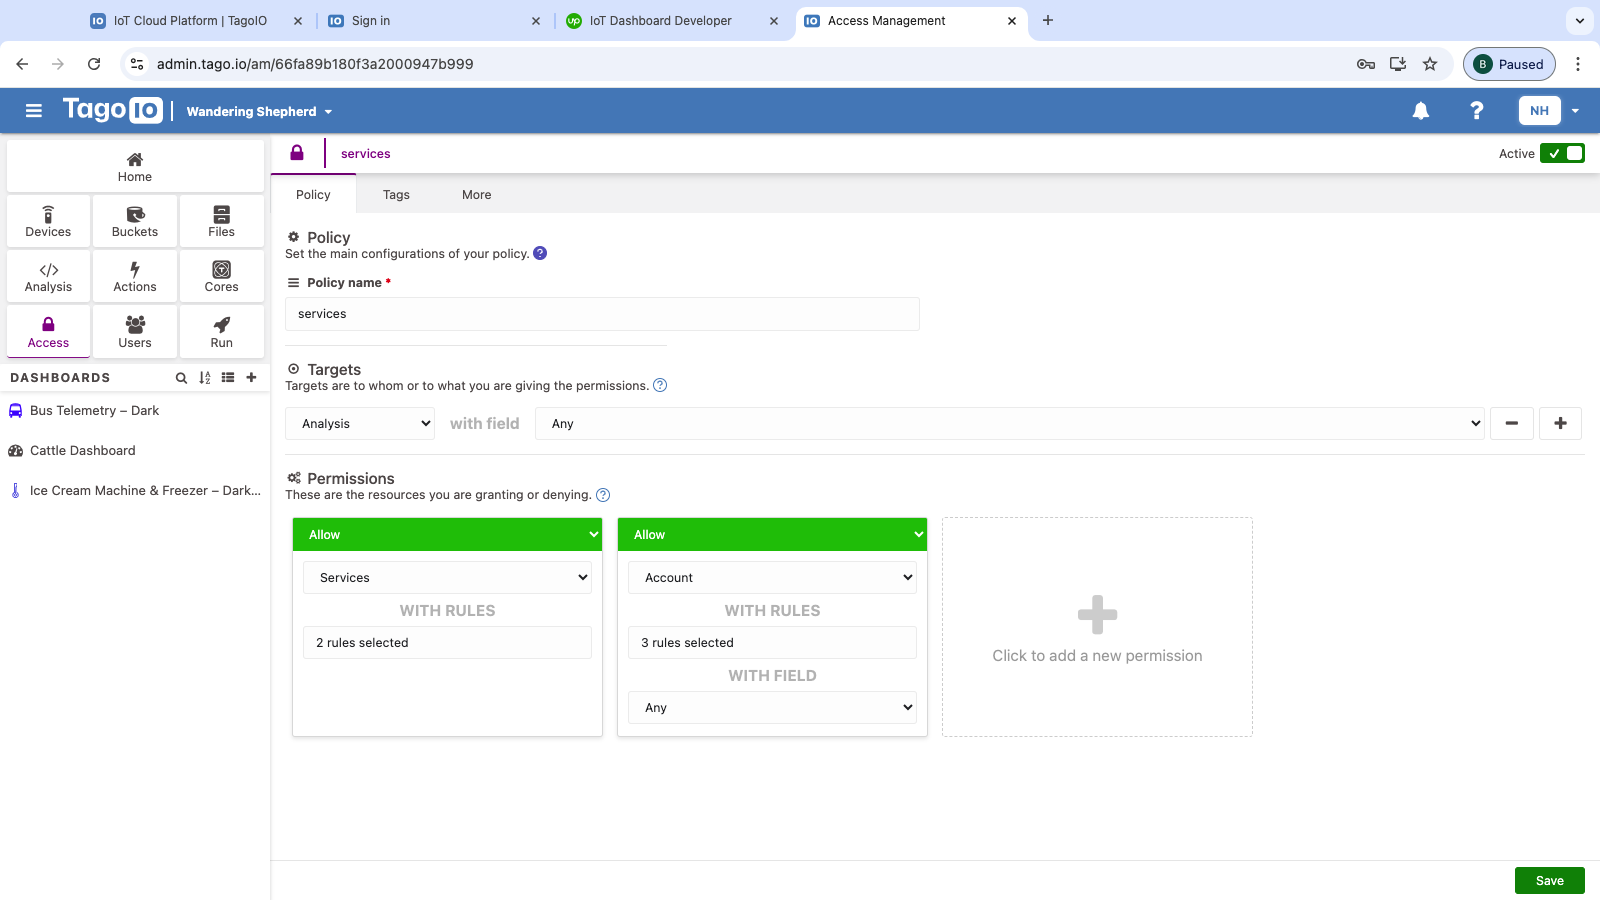 IoT Cloud Platform | TagoIO
Sign in
IoT Dashboard Developer
Access Management
admin.tago.io/am/66fa89b180f3a2000947b999
B Paused
Tago IO
Wandering Shepherd
NH
Home
Devices
Buckets
Files
Analysis
Actions
Cores
Access
Users
Run
DASHBOARDS
Bus Telemetry – Dark
Cattle Dashboard
Ice Cream Machine & Freezer – Dark...
services
Active
Policy
Tags
More
Policy
Set the main configurations of your policy.
Policy name *
services
Targets
Targets are to whom or to what you are giving the permissions.
Analysis
with field
Any
Permissions
These are the resources you are granting or denying.
Allow
Services
WITH RULES
2 rules selected
Allow
Account
WITH RULES
3 rules selected
WITH FIELD
Any
Click to add a new permission
Save